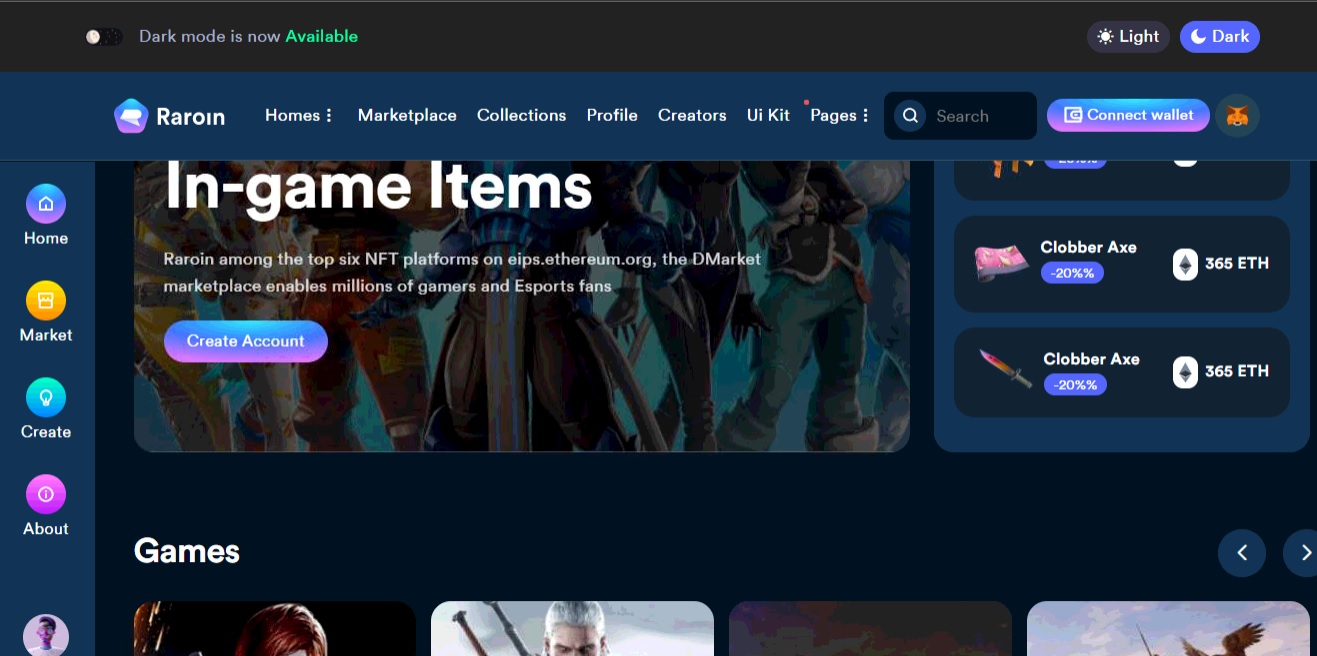 Dark mode is now Available
Light
Dark
Raroin
Homes
Marketplace
Collections
Profile
Creators
Ui Kit
Pages
Search
Connect wallet
Home
Market
Create
About
In-game Items
Raroin among the top six NFT platforms on eips.ethereum.org, the DMarket
marketplace enables millions of gamers and Esports fans
Create Account
-20%%
Clobber Axe
-20%%
365 ETH
Clobber Axe
-20%%
365 ETH
Games